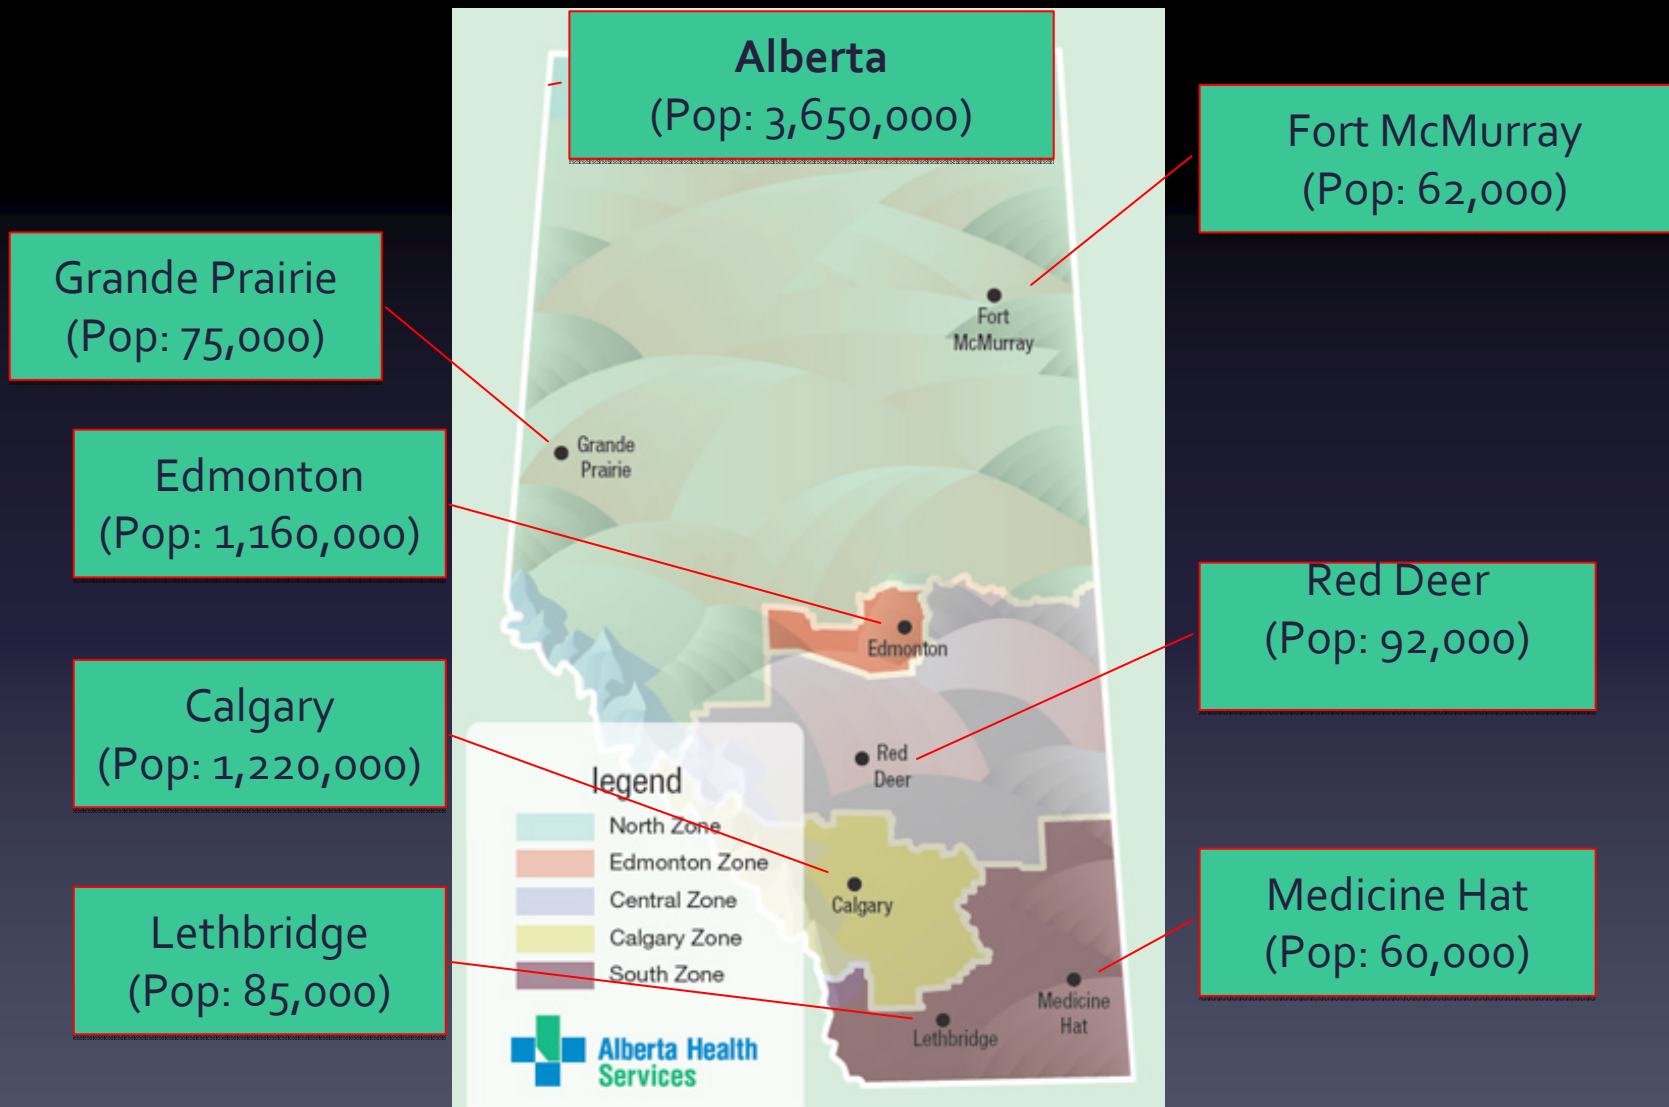 Alberta
(Pop: 3,650,000)
Fort McMurray
(Pop: 62,000)
Grande Prairie
(Pop: 75,000)
Edmonton
(Pop: 1,160,000)
Red Deer
(Pop: 92,000)
Calgary
(Pop: 1,220,000)
Medicine Hat
(Pop: 60,000)
Lethbridge
(Pop: 85,000)
Fort
McMurray
Grande
Prairie
Edmonton
Red
Deer
Calgary
Medicine
Hat
Lethbridge
legend
North Zone
Edmonton Zone
Central Zone
Calgary Zone
South Zone
Alberta Health
Services